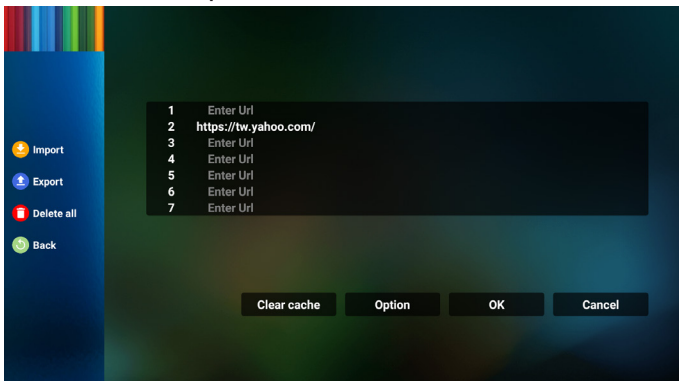 1 Enter Url
2 https://tw.yahoo.com/
3 Enter Url
4 Enter Url
5 Enter Url
6 Enter Url
7 Enter Url
Import
Export
Delete all
Back
Clear cache Option OK Cancel